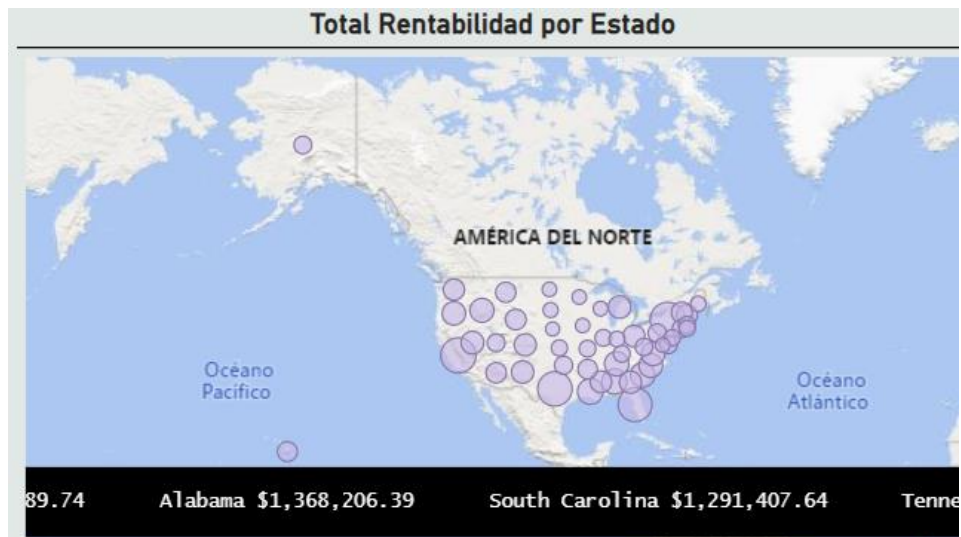 Total Rentabilidad por Estado
AMÉRICA DEL NORTE
Océano
Pacífico
Océano
Atlántico
89.74 Alabama $1,368,206.39 South Carolina $1,291,407.64 Tenne